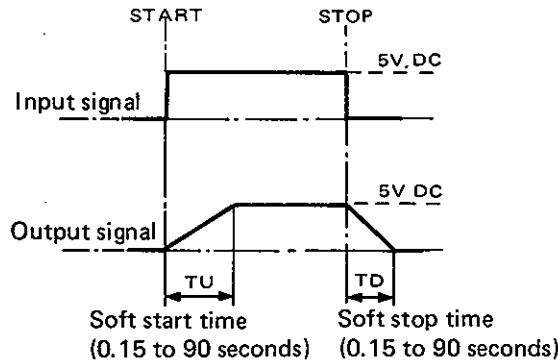 START STOP
5V, DC
Input signal
5V DC
Output signal
TU TD
Soft start time Soft stop time
(0.15 to 90 seconds) (0.15 to 90 seconds)